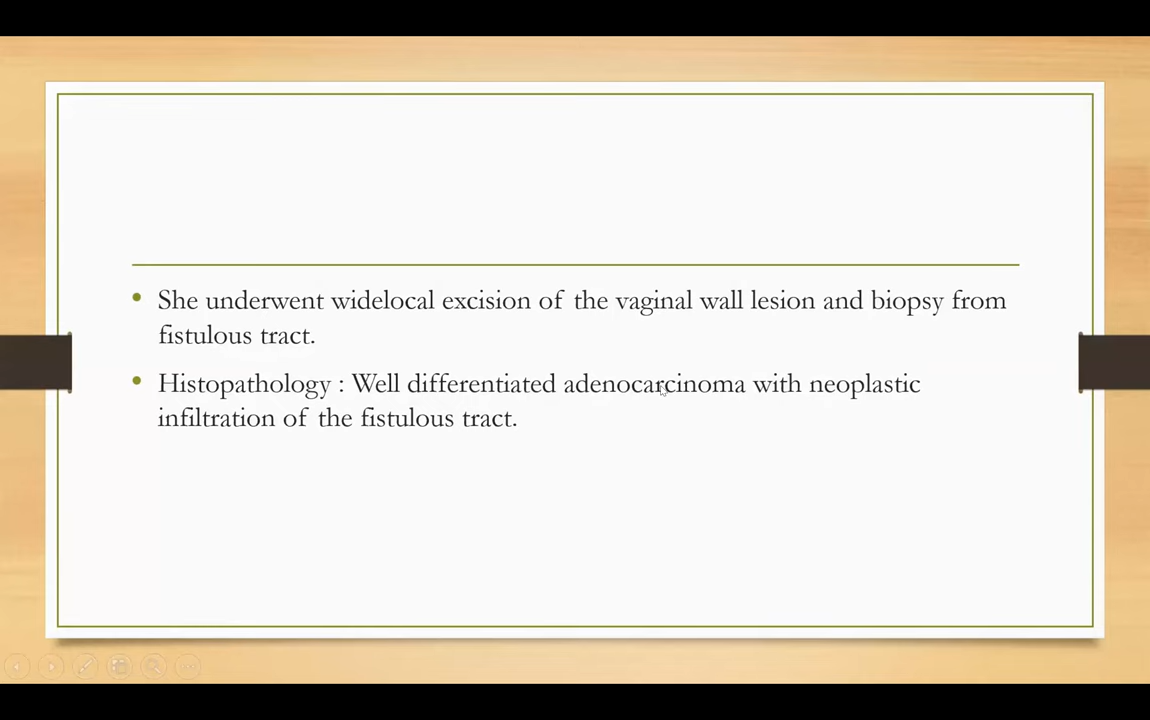 She underwent widelocal excision of the vaginal wall lesion and biopsy from
fistulous tract.
Histopathology : Well differentiated adenocarcinoma with neoplastic
infiltration of the fistulous tract.